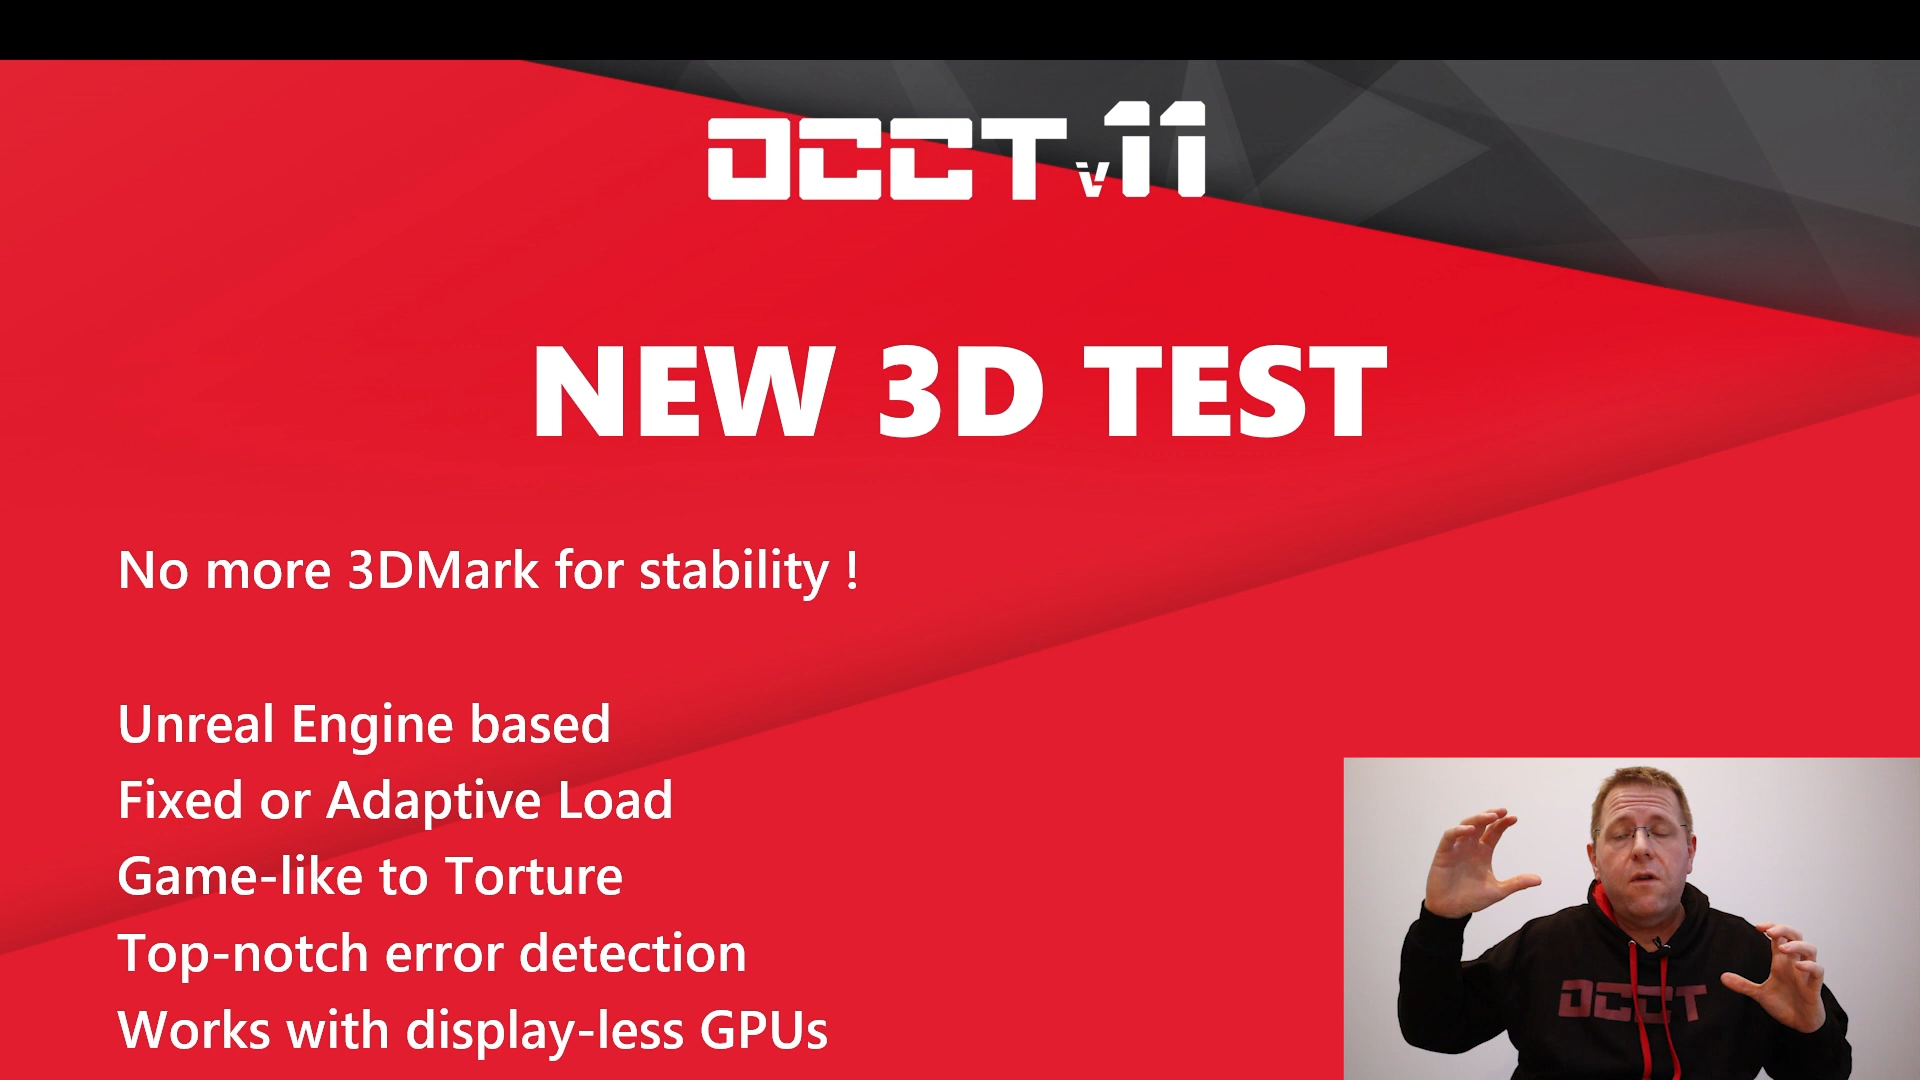 OCCT v11
NEW 3D TEST
No more 3DMark for stability !
Unreal Engine based
Fixed or Adaptive Load
Game-like to Torture
Top-notch error detection
Works with display-less GPUs
OCCT